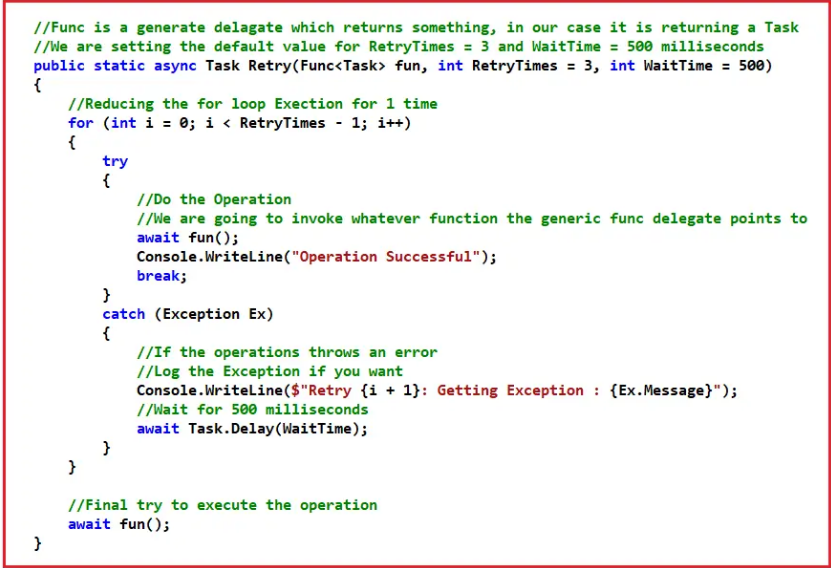 //Func is a generate delagate which returns something, in our case it is returning a Task
//We are setting the default value for RetryTimes = 3 and WaitTime = 500 milliseconds
public static async Task Retry(Func<Task> fun, int RetryTimes = 3, int WaitTime = 500)
{
    //Reducing the for loop Exection for 1 time
    for (int i = 0; i < RetryTimes - 1; i++)
    {
        try
        {
            //Do the Operation
            //We are going to invoke whatever function the generic func delegate points to
            await fun();
            Console.WriteLine("Operation Successful");
            break;
        }
        catch (Exception Ex)
        {
            //If the operations throws an error
            //Log the Exception if you want
            Console.WriteLine($"Retry {i + 1}: Getting Exception : {Ex.Message}");
            //Wait for 500 milliseconds
            await Task.Delay(WaitTime);
        }
    }

    //Final try to execute the operation
    await fun();
}